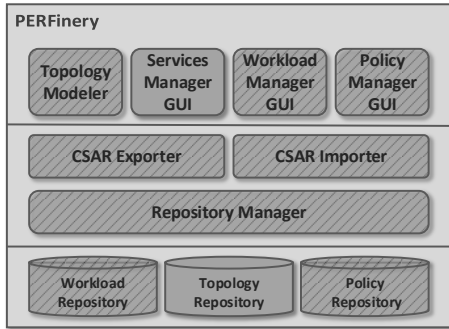 PERFinery
Topology
Modeler
Services
Manager
GUI
Workload
Manager
GUI
Policy
Manager
GUI
CSAR Exporter
CSAR Importer
Repository Manager
Workload
Repository
Topology
Repository
Policy
Repository